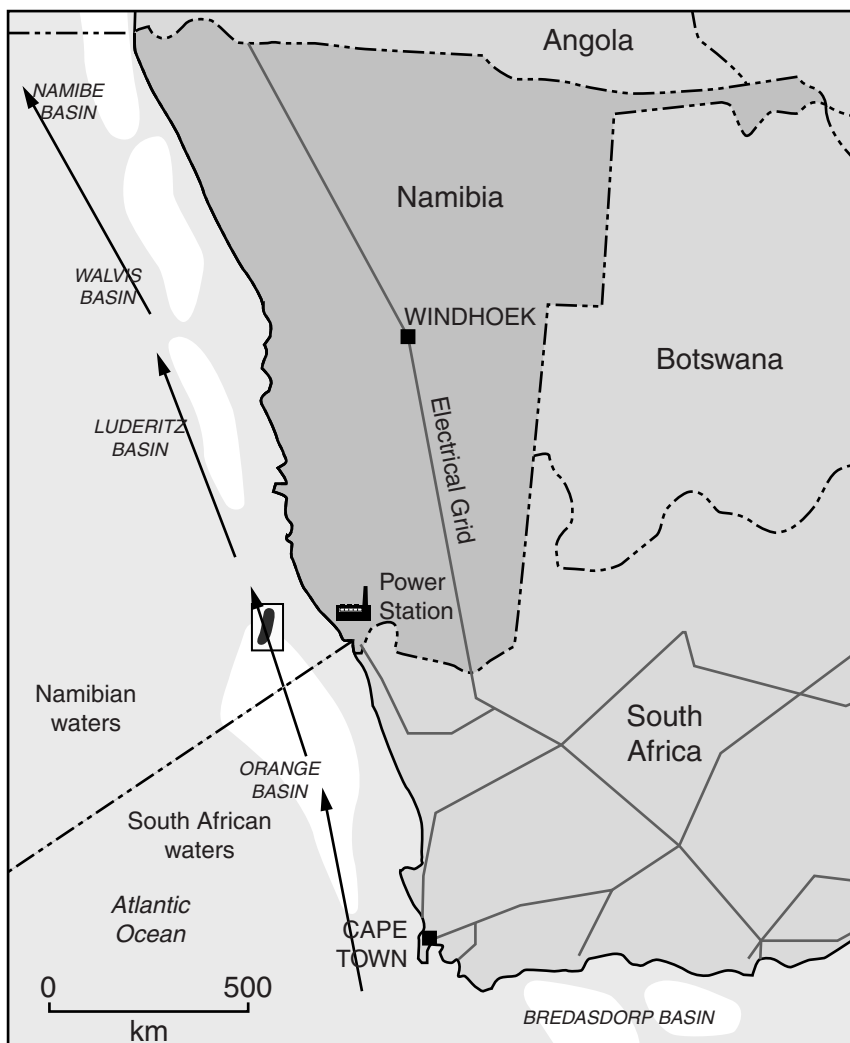 Angola
NAMIBE
BASIN
Namibia
WALVIS
BASIN
WINDHOEK
Botswana
LUDERITZ
BASIN
Electrical Grid
Power
Station
Namibian
waters
South
Africa
ORANGE
BASIN
South African
waters
Atlantic
Ocean
CAPE
TOWN
0 500
km
BREDASDORP BASIN